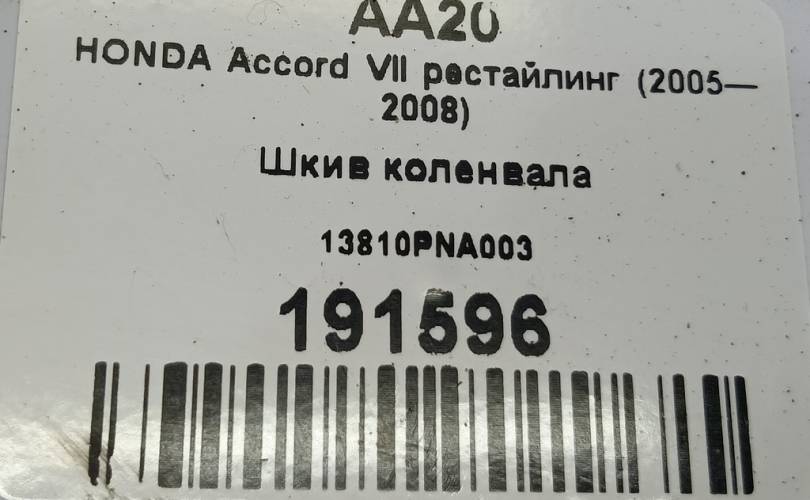 AA20
HONDA Accord VII рестайлинг (2005—
2008)
Шкив коленвала
13810PNA003
191596